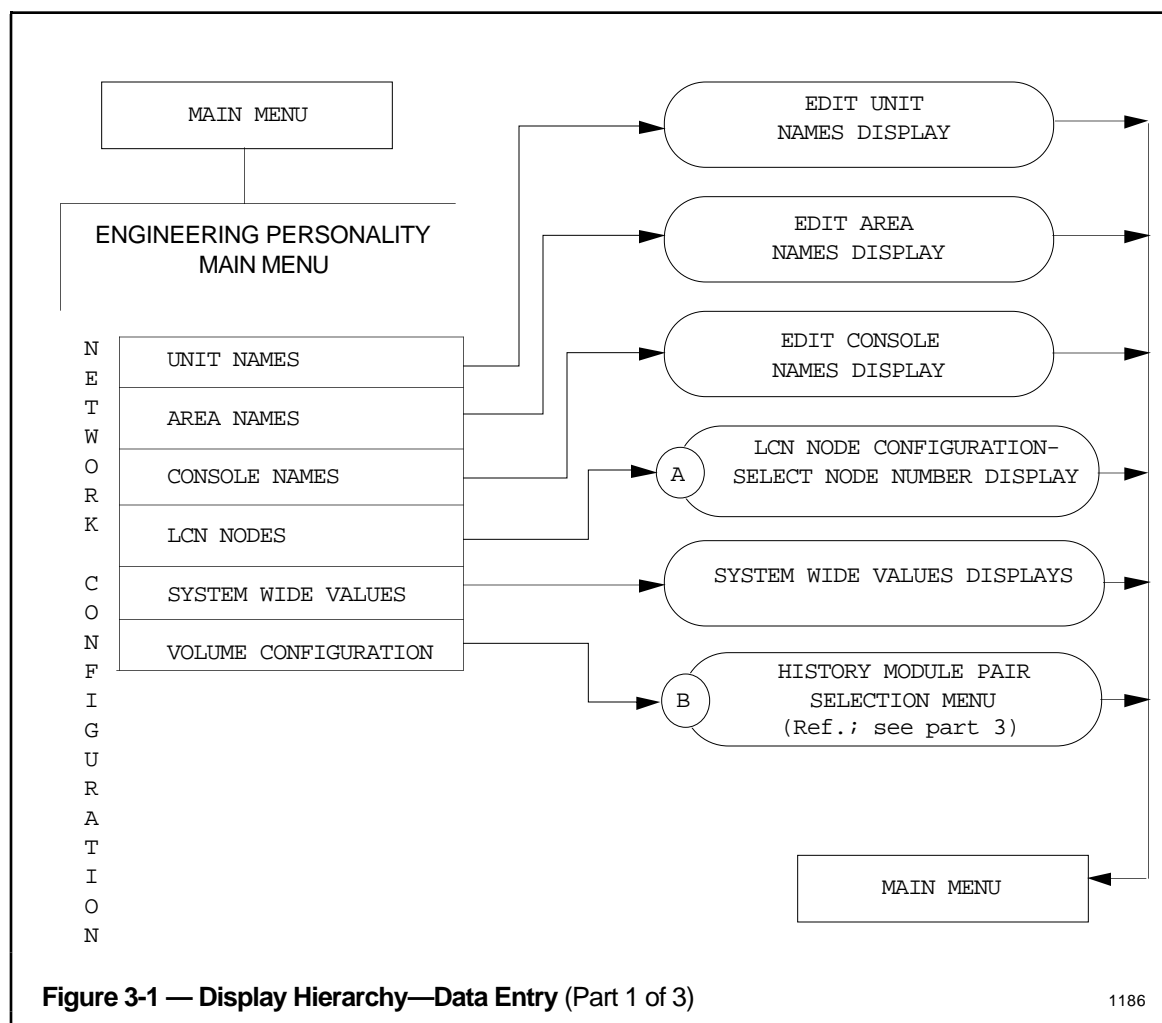 MAIN MENU
ENGINEERING PERSONALITY
MAIN MENU
NETWORK CONFIGURATION
UNIT NAMES
AREA NAMES
CONSOLE NAMES
LCN NODES
SYSTEM WIDE VALUES
VOLUME CONFIGURATION
EDIT UNIT
NAMES DISPLAY
EDIT AREA
NAMES DISPLAY
EDIT CONSOLE
NAMES DISPLAY
A
LCN NODE CONFIGURATION–
SELECT NODE NUMBER DISPLAY
SYSTEM WIDE VALUES DISPLAYS
B
HISTORY MODULE PAIR
SELECTION MENU
(Ref.; see part 3)
MAIN MENU
Figure 3-1 — Display Hierarchy—Data Entry (Part 1 of 3)
1186